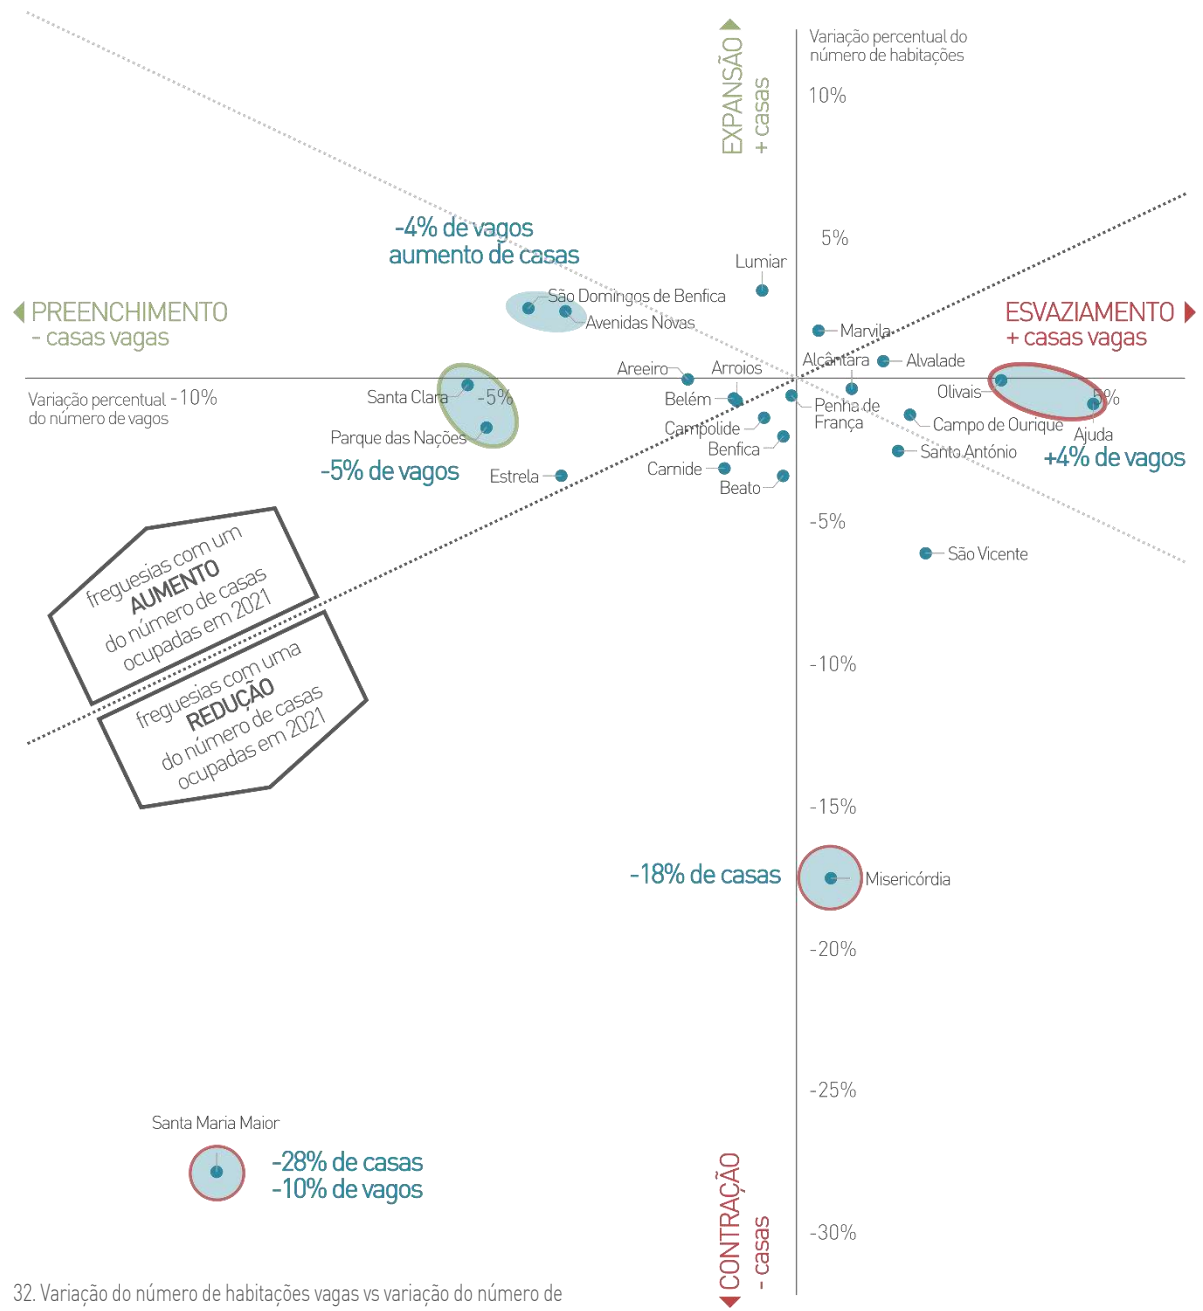 EXPANSÃO
+ casas
Variação percentual do
número de habitações
10%
5%
-4% de vagos
aumento de casas
Lumiar
São Domingos de Benfica
Avenidas Novas
PREENCHIMENTO
- casas vagas
ESVAZIAMENTO
+ casas vagas
Marvila
Alcântara
Alvalade
Areeiro
Arroios
Olivais
5%
Variação percentual
do número de vagos
-10%
Santa Clara
-5%
Belém
Penha de
França
Campo de Ourique
Ajuda
Parque das Nações
Campolide
Benfica
Santo António
+4% de vagos
-5% de vagos
Estrela
Carnide
Beato
-5%
São Vicente
freguesias com um
AUMENTO
do número de casas
ocupadas em 2021
freguesias com uma
REDUÇÃO
do número de casas
ocupadas em 2021
-10%
-15%
-18% de casas
Misericórdia
-20%
-25%
Santa Maria Maior
-28% de casas
-10% de vagos
CONTRAÇÃO
- casas
-30%
32. Variação do número de habitações vagas vs variação do número de